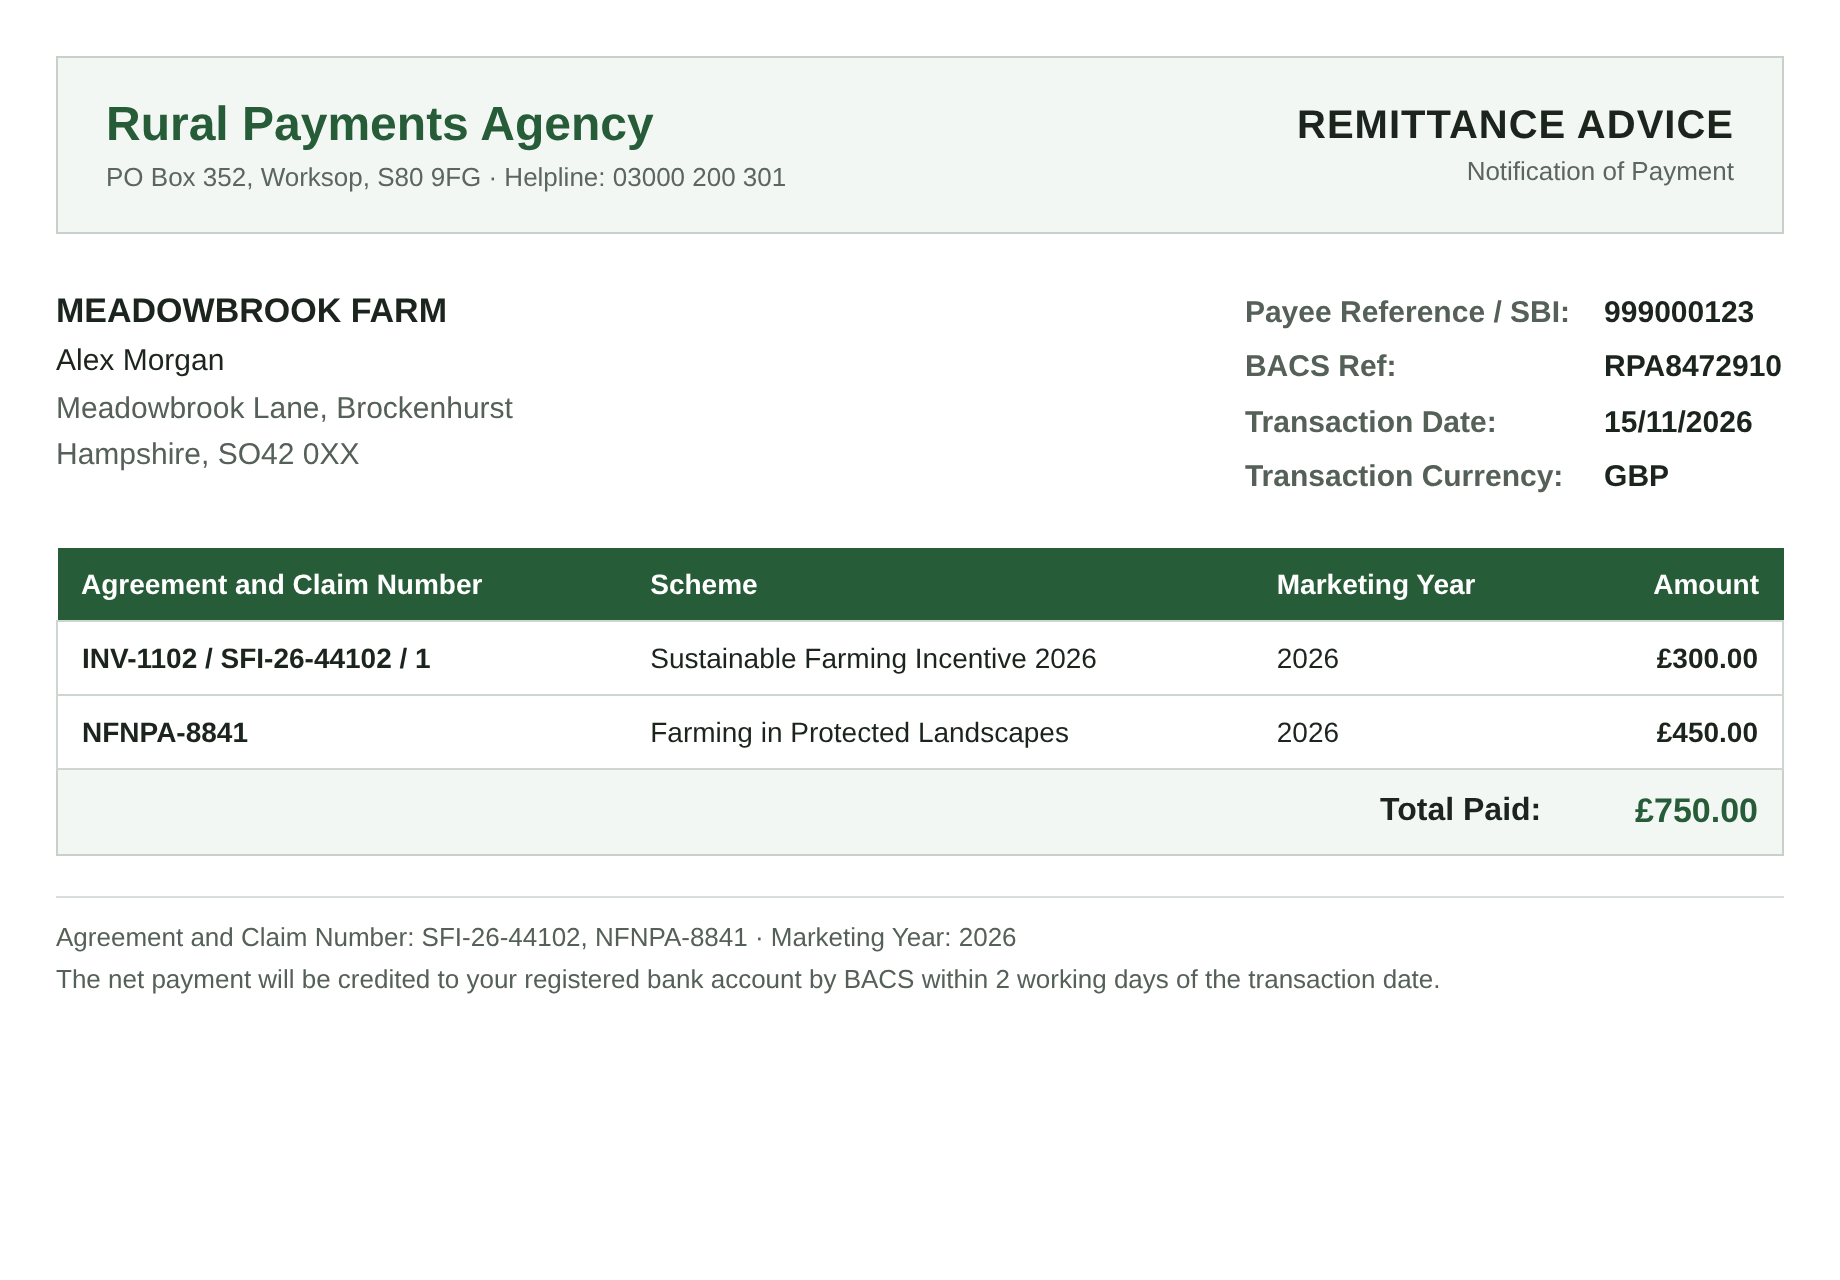 Rural Payments Agency
PO Box 352, Worksop, S80 9FG · Helpline: 03000 200 301
REMITTANCE ADVICE
Notification of Payment
MEADOWBROOK FARM
Alex Morgan
Meadowbrook Lane, Brockenhurst
Hampshire, SO42 0XX
Payee Reference / SBI: 999000123
BACS Ref: RPA8472910
Transaction Date: 15/11/2026
Transaction Currency: GBP
Agreement and Claim Number Scheme Marketing Year Amount
INV-1102 / SFI-26-44102 / 1 Sustainable Farming Incentive 2026 2026 £300.00
NFNPA-8841 Farming in Protected Landscapes 2026 £450.00
Total Paid: £750.00
Agreement and Claim Number: SFI-26-44102, NFNPA-8841 · Marketing Year: 2026
The net payment will be credited to your registered bank account by BACS within 2 working days of the transaction date.